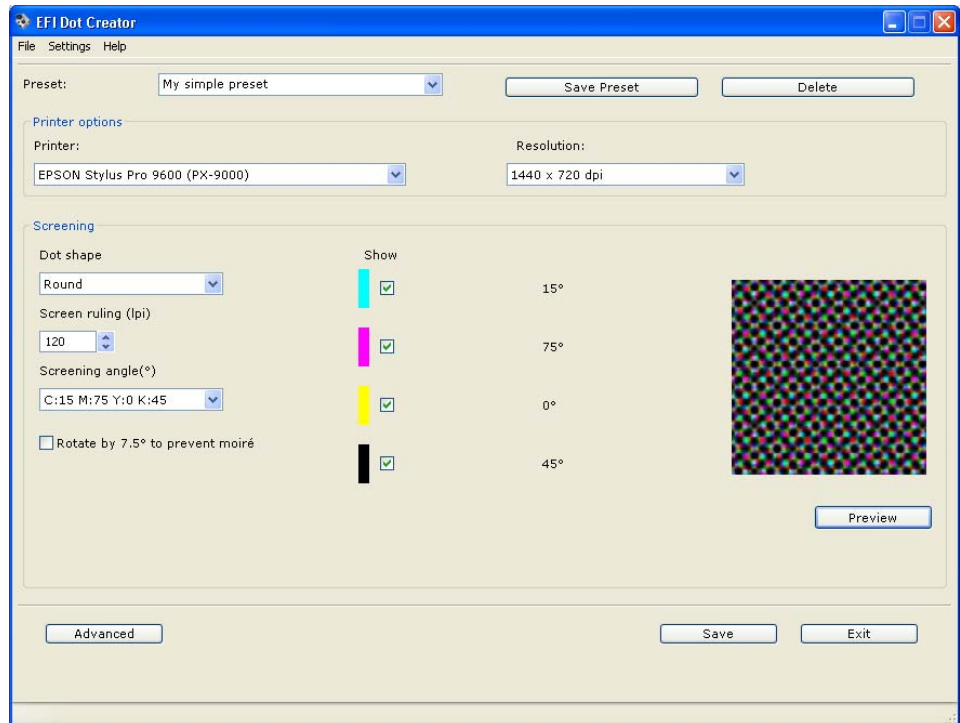 EFI Dot Creator
File Settings Help
Preset: My simple preset Save Preset Delete
Printer options
Printer: Resolution:
EPSON Stylus Pro 9600 (PX-9000) 1440 x 720 dpi
Screening
Dot shape Show
Round 15°
Screen ruling (lpi)
120 75°
Screening angle(°)
C:15 M:75 Y:0 K:45 0°
Rotate by 7.5° to prevent moiré
45°
Preview
Advanced Save Exit